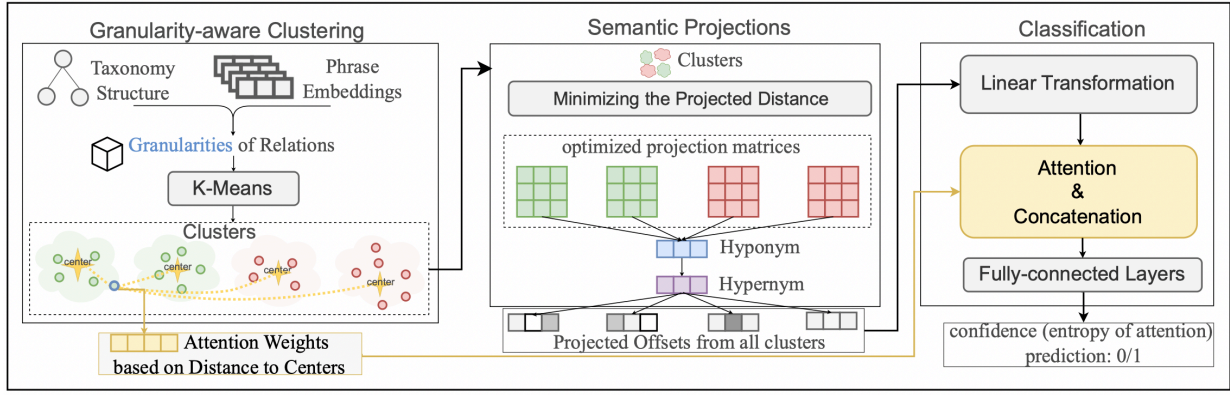 Granularity-aware Clustering
Taxonomy
Structure
Phrase
Embeddings
Granularities of Relations
K-Means
Clusters
center
center
center
center
Attention Weights
based on Distance to Centers
Semantic Projections
Clusters
Minimizing the Projected Distance
optimized projection matrices
Hyponym
Hypernym
Projected Offsets from all clusters
Classification
Linear Transformation
Attention
&
Concatenation
Fully-connected Layers
confidence (entropy of attention)
prediction: 0/1